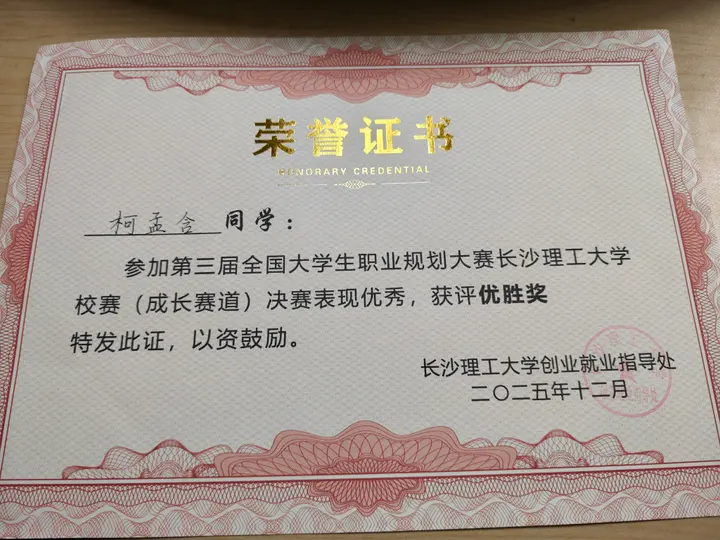 荣誉证书
HONORARY CREDENTIAL
柯孟含 同学：
参加第三届全国大学生职业规划大赛长沙理工大学
校赛（成长赛道）决赛表现优秀，获评优胜奖
特发此证，以资鼓励。
长沙理工大学创业就业指导处
二〇二五年十二月